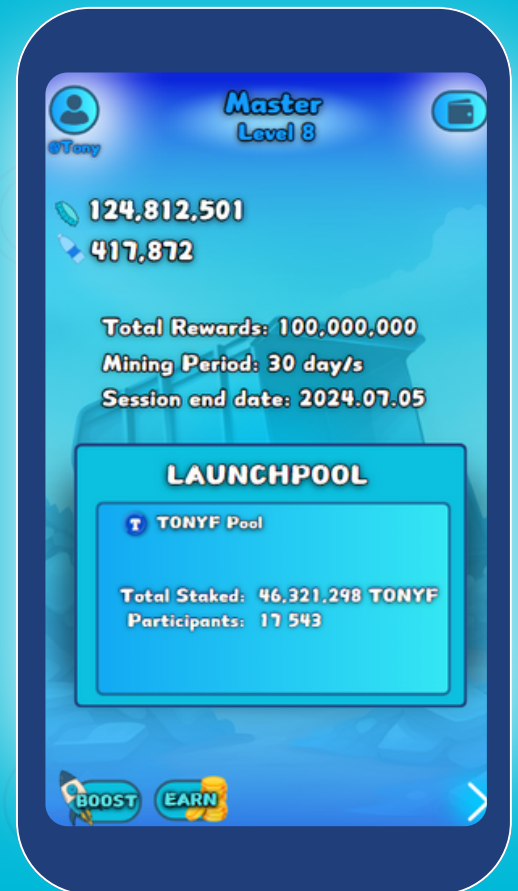 Master
Level 8
@Tony
124,812,501
417,872
Total Rewards: 100,000,000
Mining Period: 30 day/s
Session end date: 2024.07.05
LAUNCHPOOL
T TONYF Pool
Total Staked: 46,321,298 TONYF
Participants: 17 543
BOOST
EARN